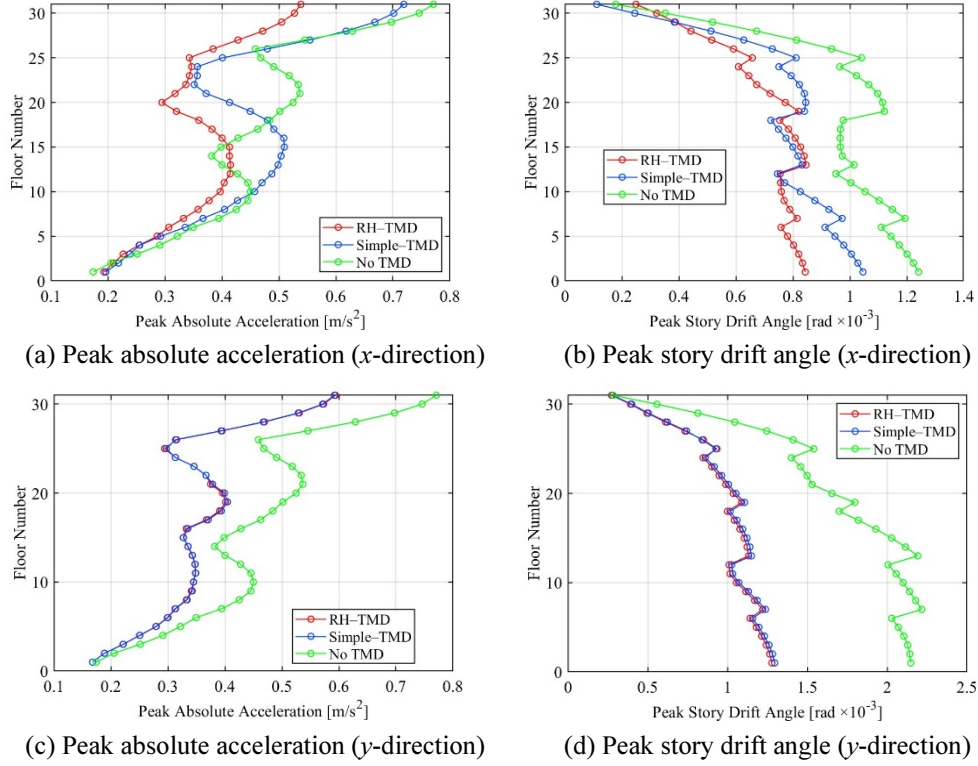 30
25
20
15
10
5
0
Floor Number
RH–TMD
Simple–TMD
No TMD
0.1 0.2 0.3 0.4 0.5 0.6 0.7 0.8
Peak Absolute Acceleration [m/s²]
(a) Peak absolute acceleration (x-direction)
30
25
20
15
10
5
0
Floor Number
RH–TMD
Simple–TMD
No TMD
0 0.2 0.4 0.6 0.8 1 1.2 1.4
Peak Story Drift Angle [rad ×10⁻³]
(b) Peak story drift angle (x-direction)
30
20
10
0
Floor Number
RH–TMD
Simple–TMD
No TMD
0.1 0.2 0.3 0.4 0.5 0.6 0.7 0.8
Peak Absolute Acceleration [m/s²]
(c) Peak absolute acceleration (y-direction)
30
20
10
0
Floor Number
RH–TMD
Simple–TMD
No TMD
0 0.5 1 1.5 2 2.5
Peak Story Drift Angle [rad ×10⁻³]
(d) Peak story drift angle (y-direction)